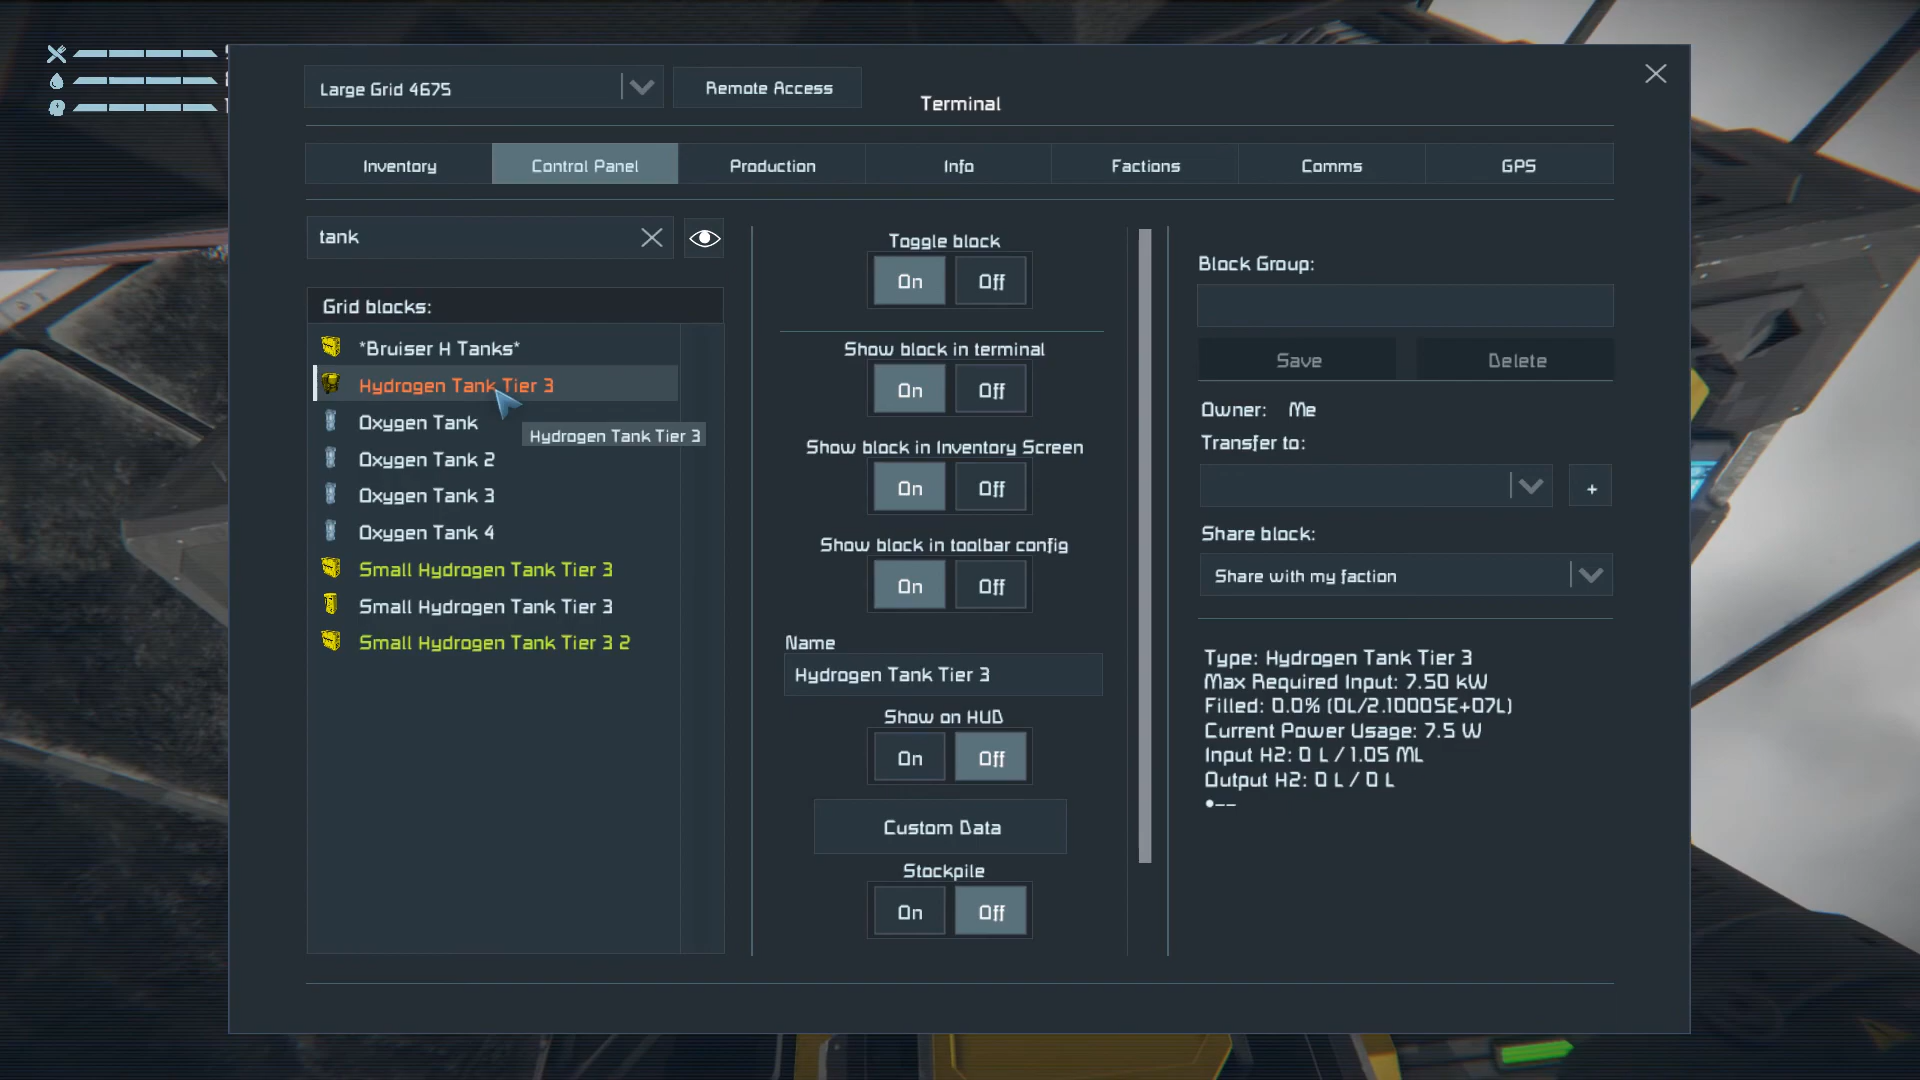 Large Grid 4675
Remote Access
Terminal
Inventory
Control Panel
Production
Info
Factions
Comms
GPS
tank
Grid blocks:
*Bruiser H Tanks*
Hydrogen Tank Tier 3
Oxygen Tank
Hydrogen Tank Tier 3
Oxygen Tank 2
Oxygen Tank 3
Oxygen Tank 4
Small Hydrogen Tank Tier 3
Small Hydrogen Tank Tier 3
Small Hydrogen Tank Tier 3 2
Toggle block
On Off
Show block in terminal
On Off
Show block in Inventory Screen
On Off
Show block in toolbar config
On Off
Name
Hydrogen Tank Tier 3
Show on HUD
On Off
Custom Data
Stockpile
On Off
Block Group:
Save Delete
Owner: Me
Transfer to:
+
Share block:
Share with my faction
Type: Hydrogen Tank Tier 3
Max Required Input: 7.50 kW
Filled: 0.0% (0L/2.10005E+07L)
Current Power Usage: 7.5 W
Input H2: 0 L / 1.05 ML
Output H2: 0 L / 0 L
•--